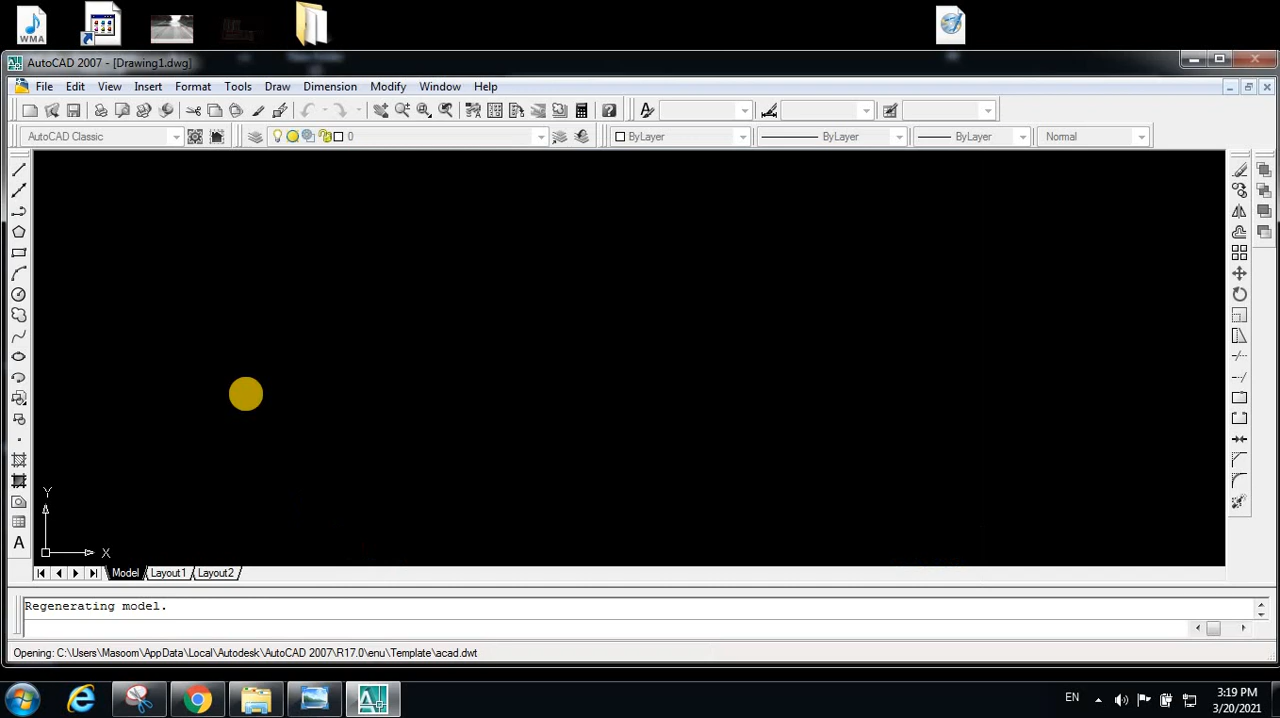 WMA
AutoCAD 2007 - [Drawing1.dwg]
File Edit View Insert Format Tools Draw Dimension Modify Window Help
AutoCAD Classic 0 ByLayer ByLayer ByLayer Normal
A
Y
X
Model Layout1 Layout2
Regenerating model.
Opening: C:\Users\Masoom\AppData\Local\Autodesk\AutoCAD 2007\R17.0\enu\Template\acad.dwt
EN 3:19 PM
3/20/2021